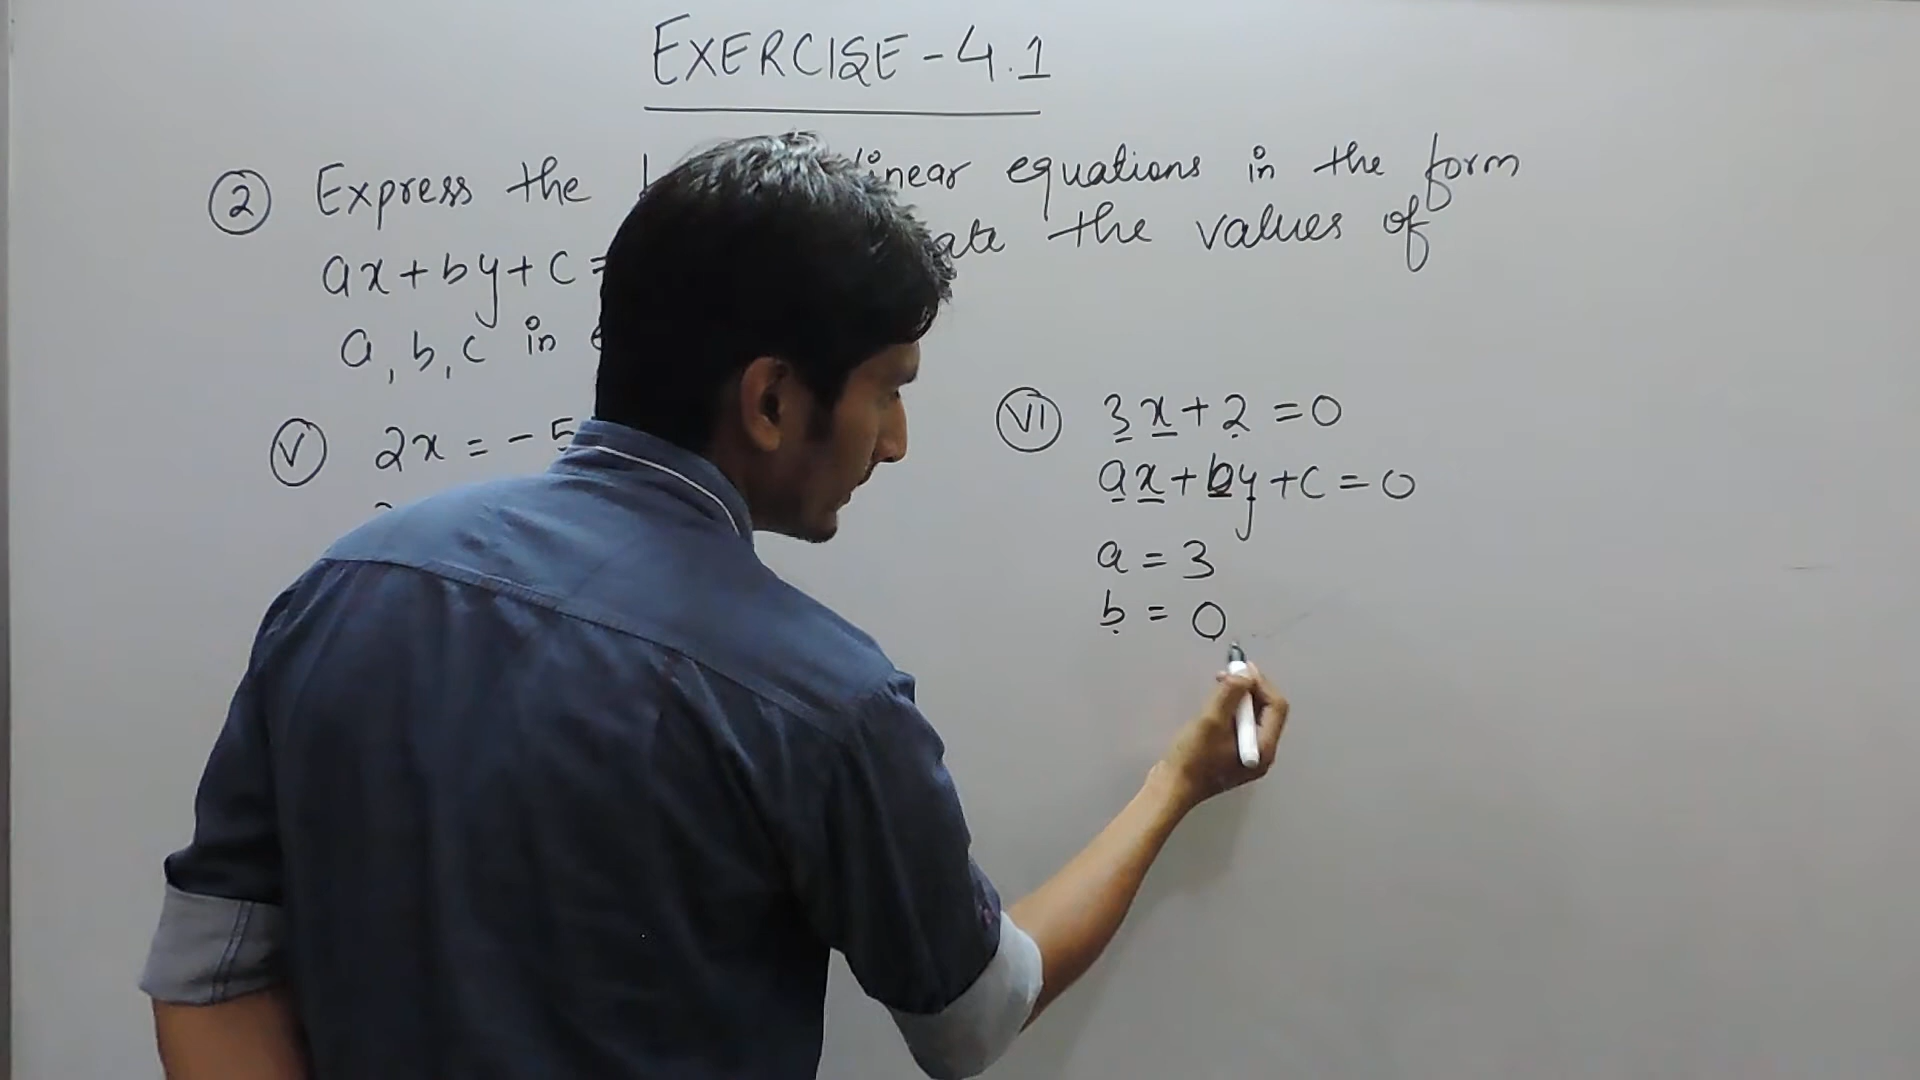 EXERCISE-4.1
② Express the linear equations in the form
ax+by+c= the values of
a, b, c in
Ⓥ 2x = -5
ⓥⓘ 3x+2=0
ax+by+c=0
a=3
b=0